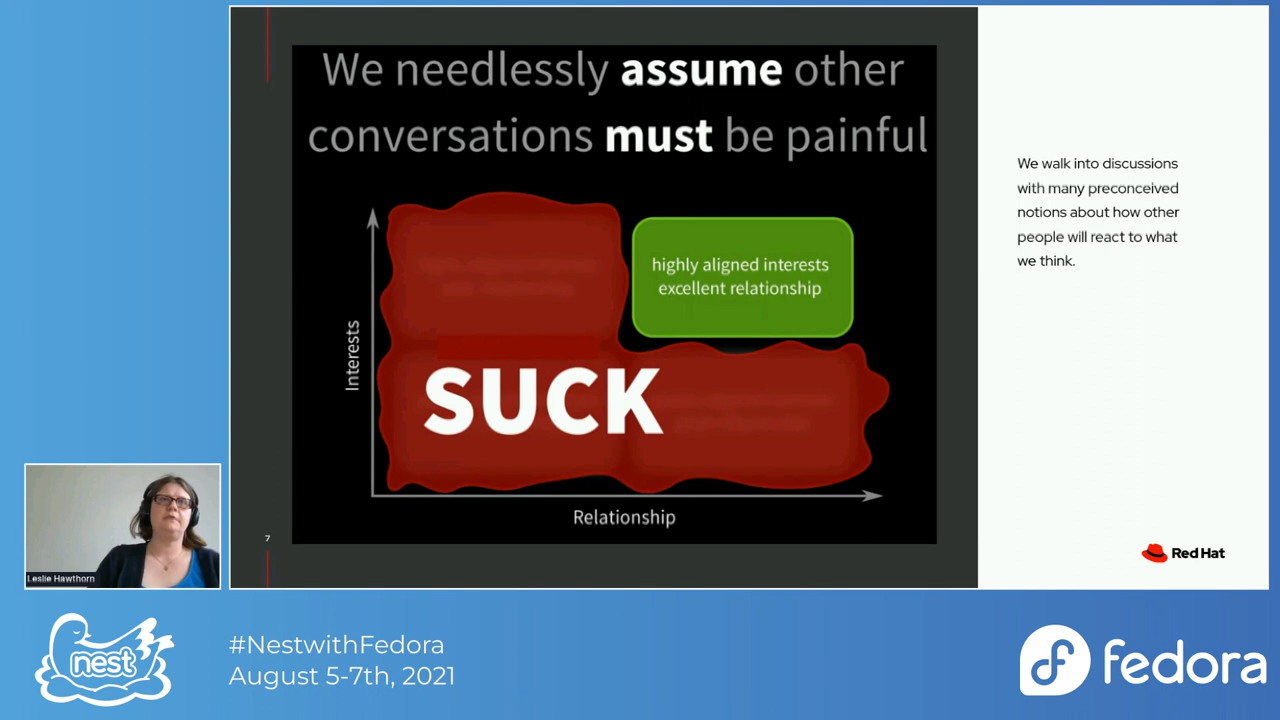 We needlessly assume other
conversations must be painful
highly aligned interests
excellent relationship
SUCK
Interests
Relationship
7
We walk into discussions
with many preconceived
notions about how other
people will react to what
we think.
Red Hat
Leslie Hawthorn
nest
#NestwithFedora
August 5-7th, 2021
fedora